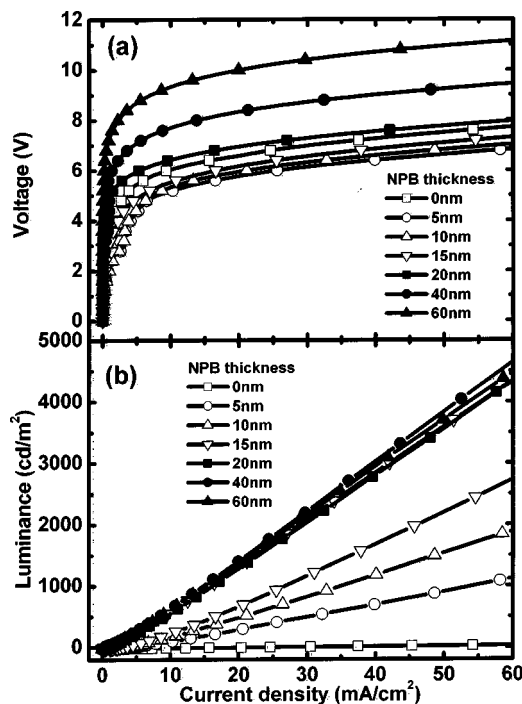 (a)
12
10
8
6
4
2
0
Voltage (V)
NPB thickness
0nm
5nm
10nm
15nm
20nm
40nm
60nm
5000
4000
3000
2000
1000
0
Luminance (cd/m²)
(b)
NPB thickness
0nm
5nm
10nm
15nm
20nm
40nm
60nm
0 10 20 30 40 50 60
Current density (mA/cm²)